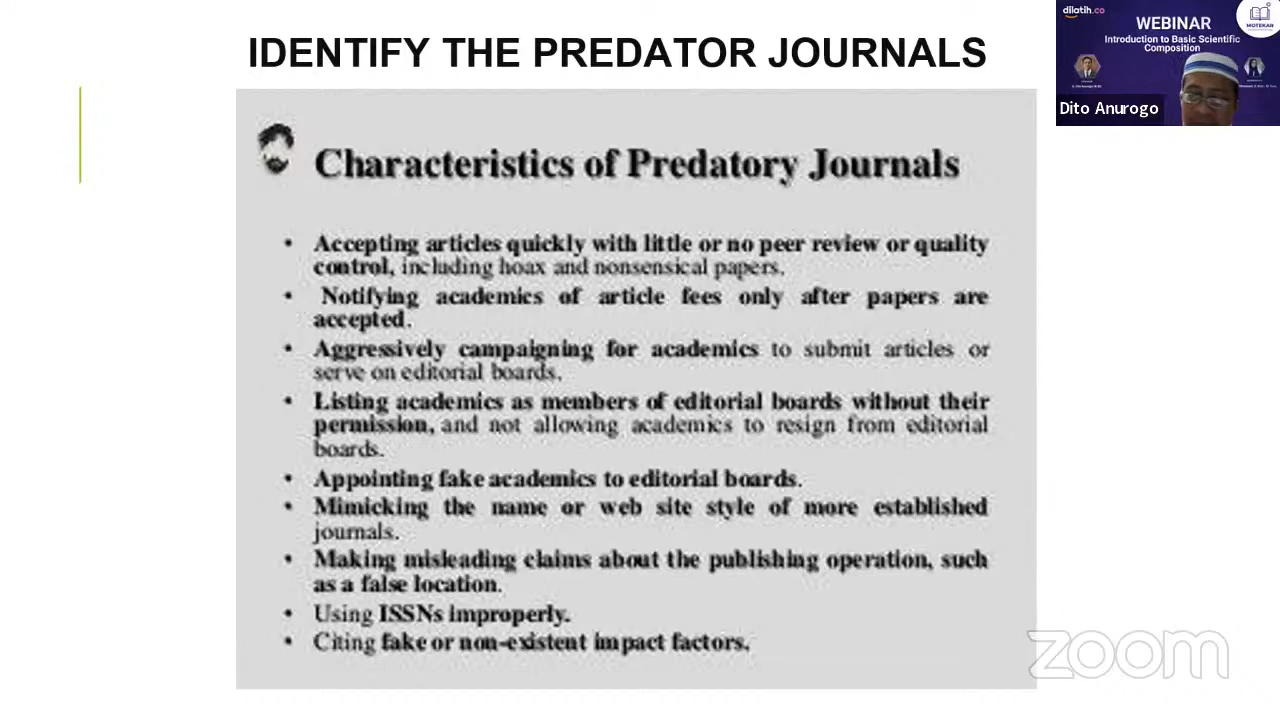 IDENTIFY THE PREDATOR JOURNALS
Characteristics of Predatory Journals
• Accepting articles quickly with little or no peer review or quality
control, including hoax and nonsensical papers.
• Notifying academics of article fees only after papers are
accepted.
• Aggressively campaigning for academics to submit articles or
serve on editorial boards.
• Listing academics as members of editorial boards without their
permission, and not allowing academics to resign from editorial
boards.
• Appointing fake academics to editorial boards.
• Mimicking the name or web site style of more established
journals.
• Making misleading claims about the publishing operation, such
as a false location.
• Using ISSNs improperly.
• Citing fake or non-existent impact factors.
dilatih.co
MOTEKAR
WEBINAR
Introduction to Basic Scientific
Composition
Dito Anurogo
zoom